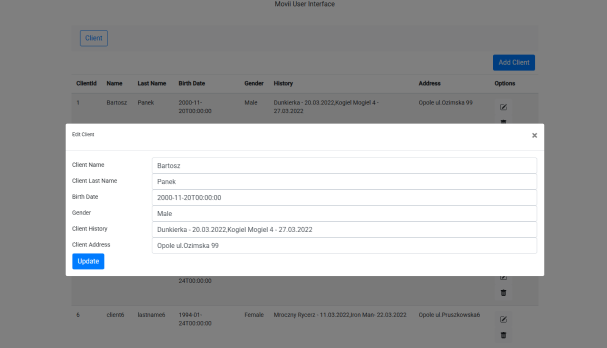 Movii User Interface
Client
Add Client
ClientId Name Last Name Birth Date Gender History Address Options
1 Bartosz Panek 2000-11-20T00:00:00 Male Dunkierka - 20.03.2022,Kogiel Mogiel 4 - 27.03.2022 Opole ul.Ozimska 99
Edit Client
Client Name Bartosz
Client Last Name Panek
Birth Date 2000-11-20T00:00:00
Gender Male
Client History Dunkierka - 20.03.2022,Kogiel Mogiel 4 - 27.03.2022
Client Address Opole ul.Ozimska 99
Update
24T00:00:00
6 client6 lastname6 1994-01-24T00:00:00 Female Mroczny Rycerz - 11.03.2022,Iron Man- 22.03.2022 Opole ul Pruszkowska6